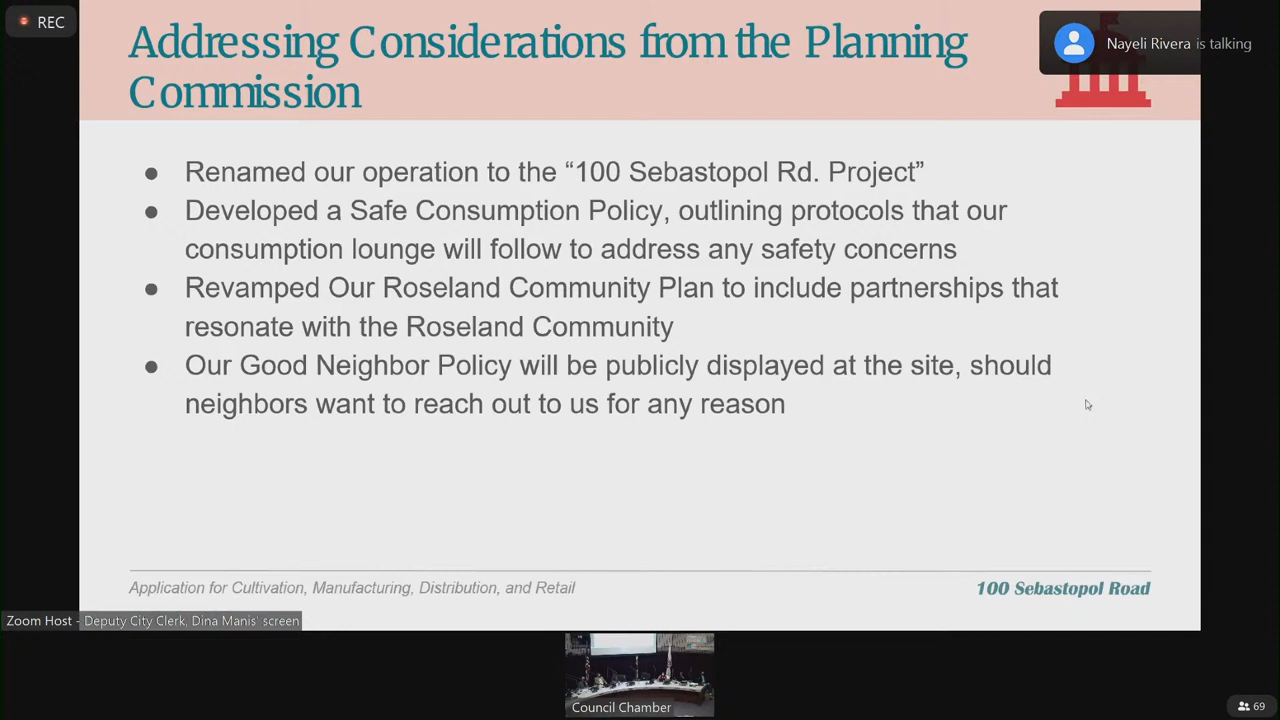 REC
Addressing Considerations from the Planning
Commission
Nayeli Rivera is talking
● Renamed our operation to the “100 Sebastopol Rd. Project”
● Developed a Safe Consumption Policy, outlining protocols that our
consumption lounge will follow to address any safety concerns
● Revamped Our Roseland Community Plan to include partnerships that
resonate with the Roseland Community
● Our Good Neighbor Policy will be publicly displayed at the site, should
neighbors want to reach out to us for any reason
Application for Cultivation, Manufacturing, Distribution, and Retail
100 Sebastopol Road
Zoom Host - Deputy City Clerk, Dina Manis' screen
Council Chamber
69